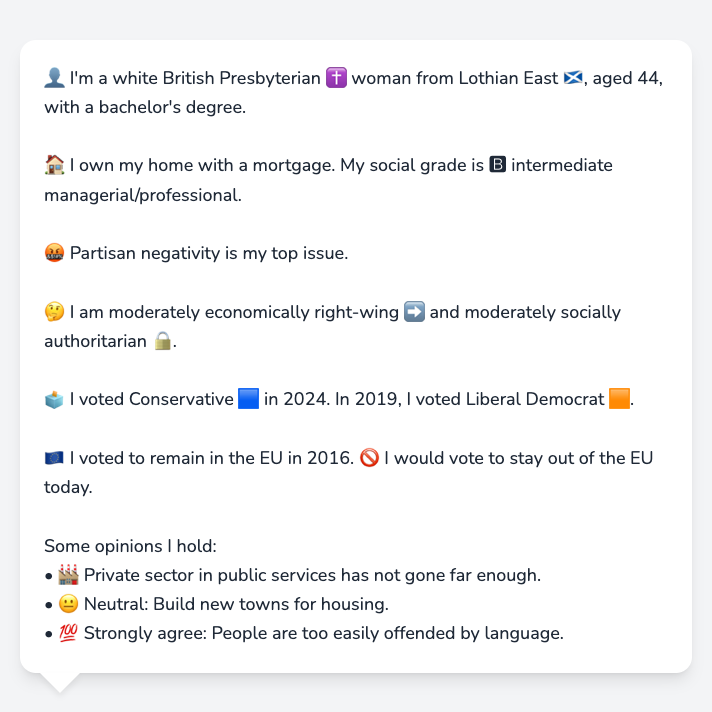 👤 I'm a white British Presbyterian ✝️ woman from Lothian East 🏴󠁧󠁢󠁳󠁣󠁴󠁿, aged 44,
with a bachelor's degree.
🏠 I own my home with a mortgage. My social grade is 🅱 intermediate
managerial/professional.
🤬 Partisan negativity is my top issue.
🤔 I am moderately economically right-wing ➡️ and moderately socially
authoritarian 🔒.
🗳️ I voted Conservative 🟦 in 2024. In 2019, I voted Liberal Democrat 🟧.
🇪🇺 I voted to remain in the EU in 2016. 🚫 I would vote to stay out of the EU
today.
Some opinions I hold:
• 🏭 Private sector in public services has not gone far enough.
• 😐 Neutral: Build new towns for housing.
• 💯 Strongly agree: People are too easily offended by language.